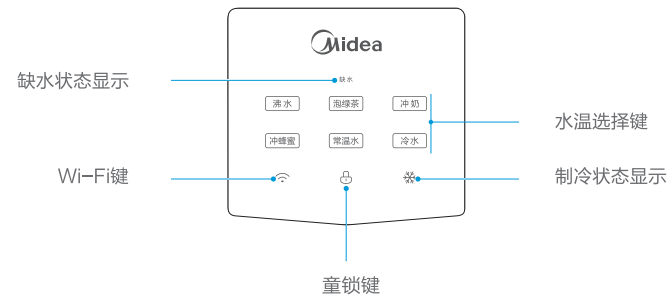 Midea
缺水状态显示
缺水
沸水
泡绿茶
冲奶
水温选择键
冲蜂蜜
常温水
冷水
Wi-Fi键
制冷状态显示
童锁键